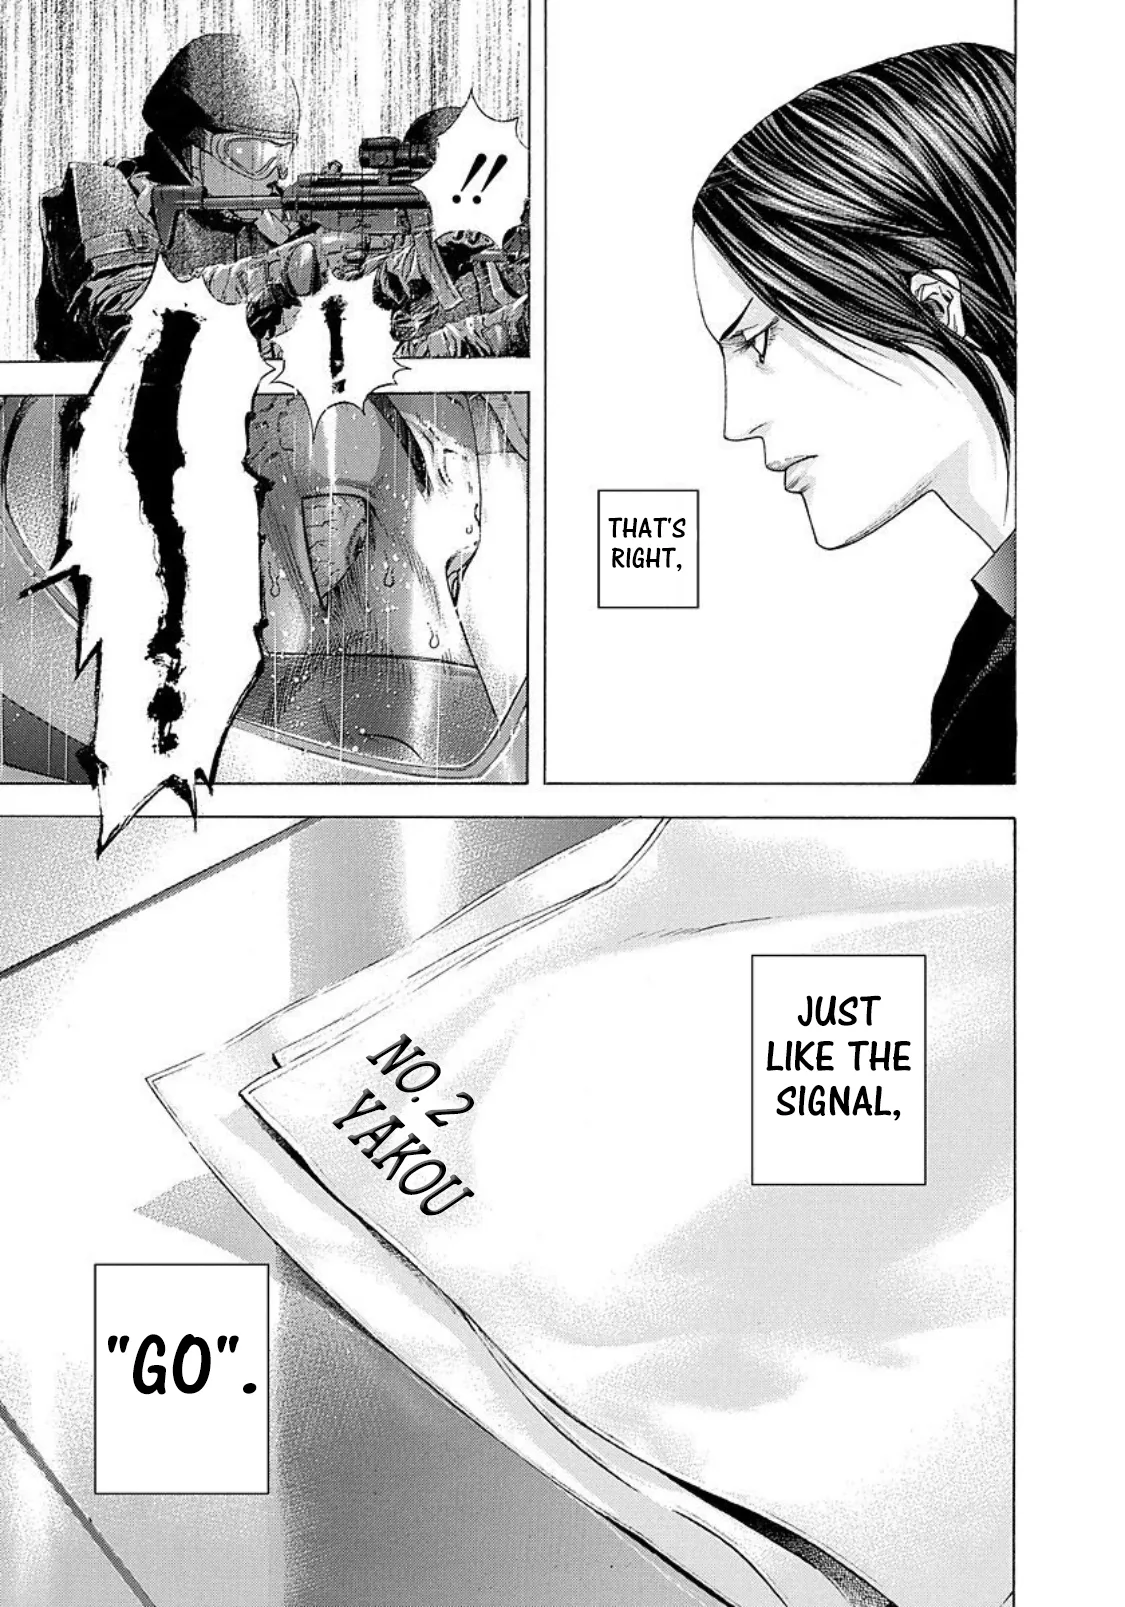 THAT'S
RIGHT,
!!
JUST
LIKE THE
SIGNAL,
NO. 2
YAKOU
"GO".